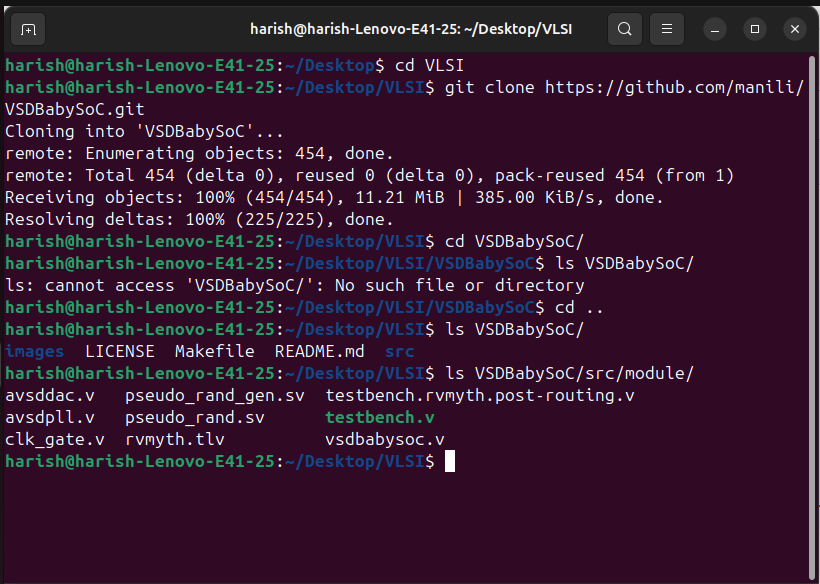 harish@harish-Lenovo-E41-25: ~/Desktop/VLSI
harish@harish-Lenovo-E41-25:~/Desktop$ cd VLSI
harish@harish-Lenovo-E41-25:~/Desktop/VLSI$ git clone https://github.com/manili/
VSDBabySoC.git
Cloning into 'VSDBabySoC'...
remote: Enumerating objects: 454, done.
remote: Total 454 (delta 0), reused 0 (delta 0), pack-reused 454 (from 1)
Receiving objects: 100% (454/454), 11.21 MiB | 385.00 KiB/s, done.
Resolving deltas: 100% (225/225), done.
harish@harish-Lenovo-E41-25:~/Desktop/VLSI$ cd VSDBabySoC/
harish@harish-Lenovo-E41-25:~/Desktop/VLSI/VSDBabySoC$ ls VSDBabySoC/
ls: cannot access 'VSDBabySoC/': No such file or directory
harish@harish-Lenovo-E41-25:~/Desktop/VLSI/VSDBabySoC$ cd ..
harish@harish-Lenovo-E41-25:~/Desktop/VLSI$ ls VSDBabySoC/
images  LICENSE  Makefile  README.md  src
harish@harish-Lenovo-E41-25:~/Desktop/VLSI$ ls VSDBabySoC/src/module/
avsddac.v   pseudo_rand_gen.sv  testbench.rvmyth.post-routing.v
avsdpll.v   pseudo_rand.sv      testbench.v
clk_gate.v  rvmyth.tlv          vsdbabysoc.v
harish@harish-Lenovo-E41-25:~/Desktop/VLSI$